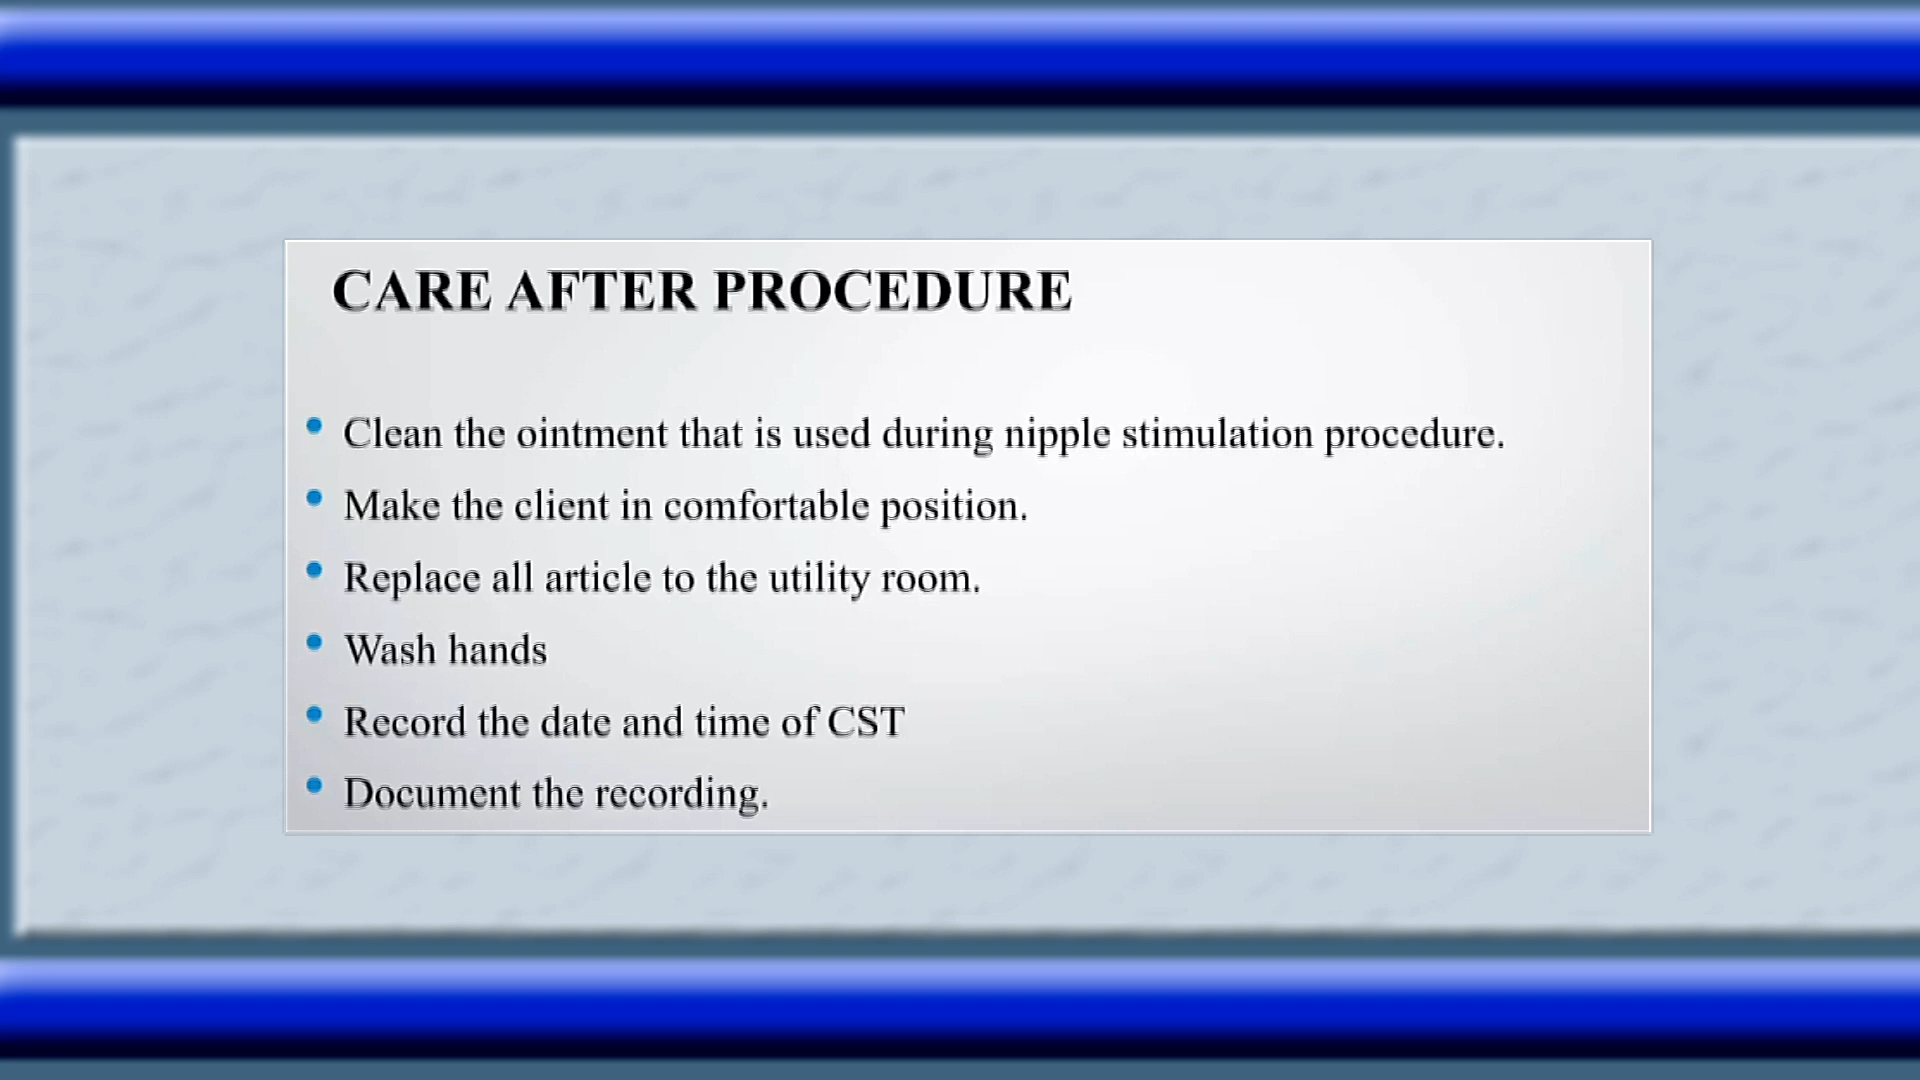 CARE AFTER PROCEDURE
• Clean the ointment that is used during nipple stimulation procedure.
• Make the client in comfortable position.
• Replace all article to the utility room.
• Wash hands
• Record the date and time of CST
• Document the recording.